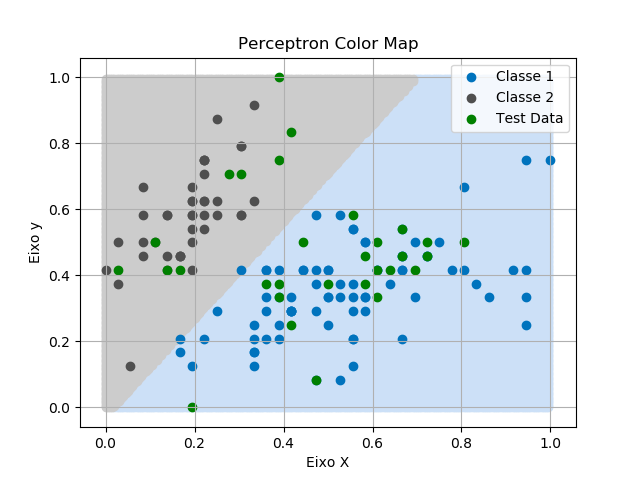 Perceptron Color Map
Classe 1
Classe 2
Test Data
Eixo y
1.0
0.8
0.6
0.4
0.2
0.0
0.0 0.2 0.4 0.6 0.8 1.0
Eixo X